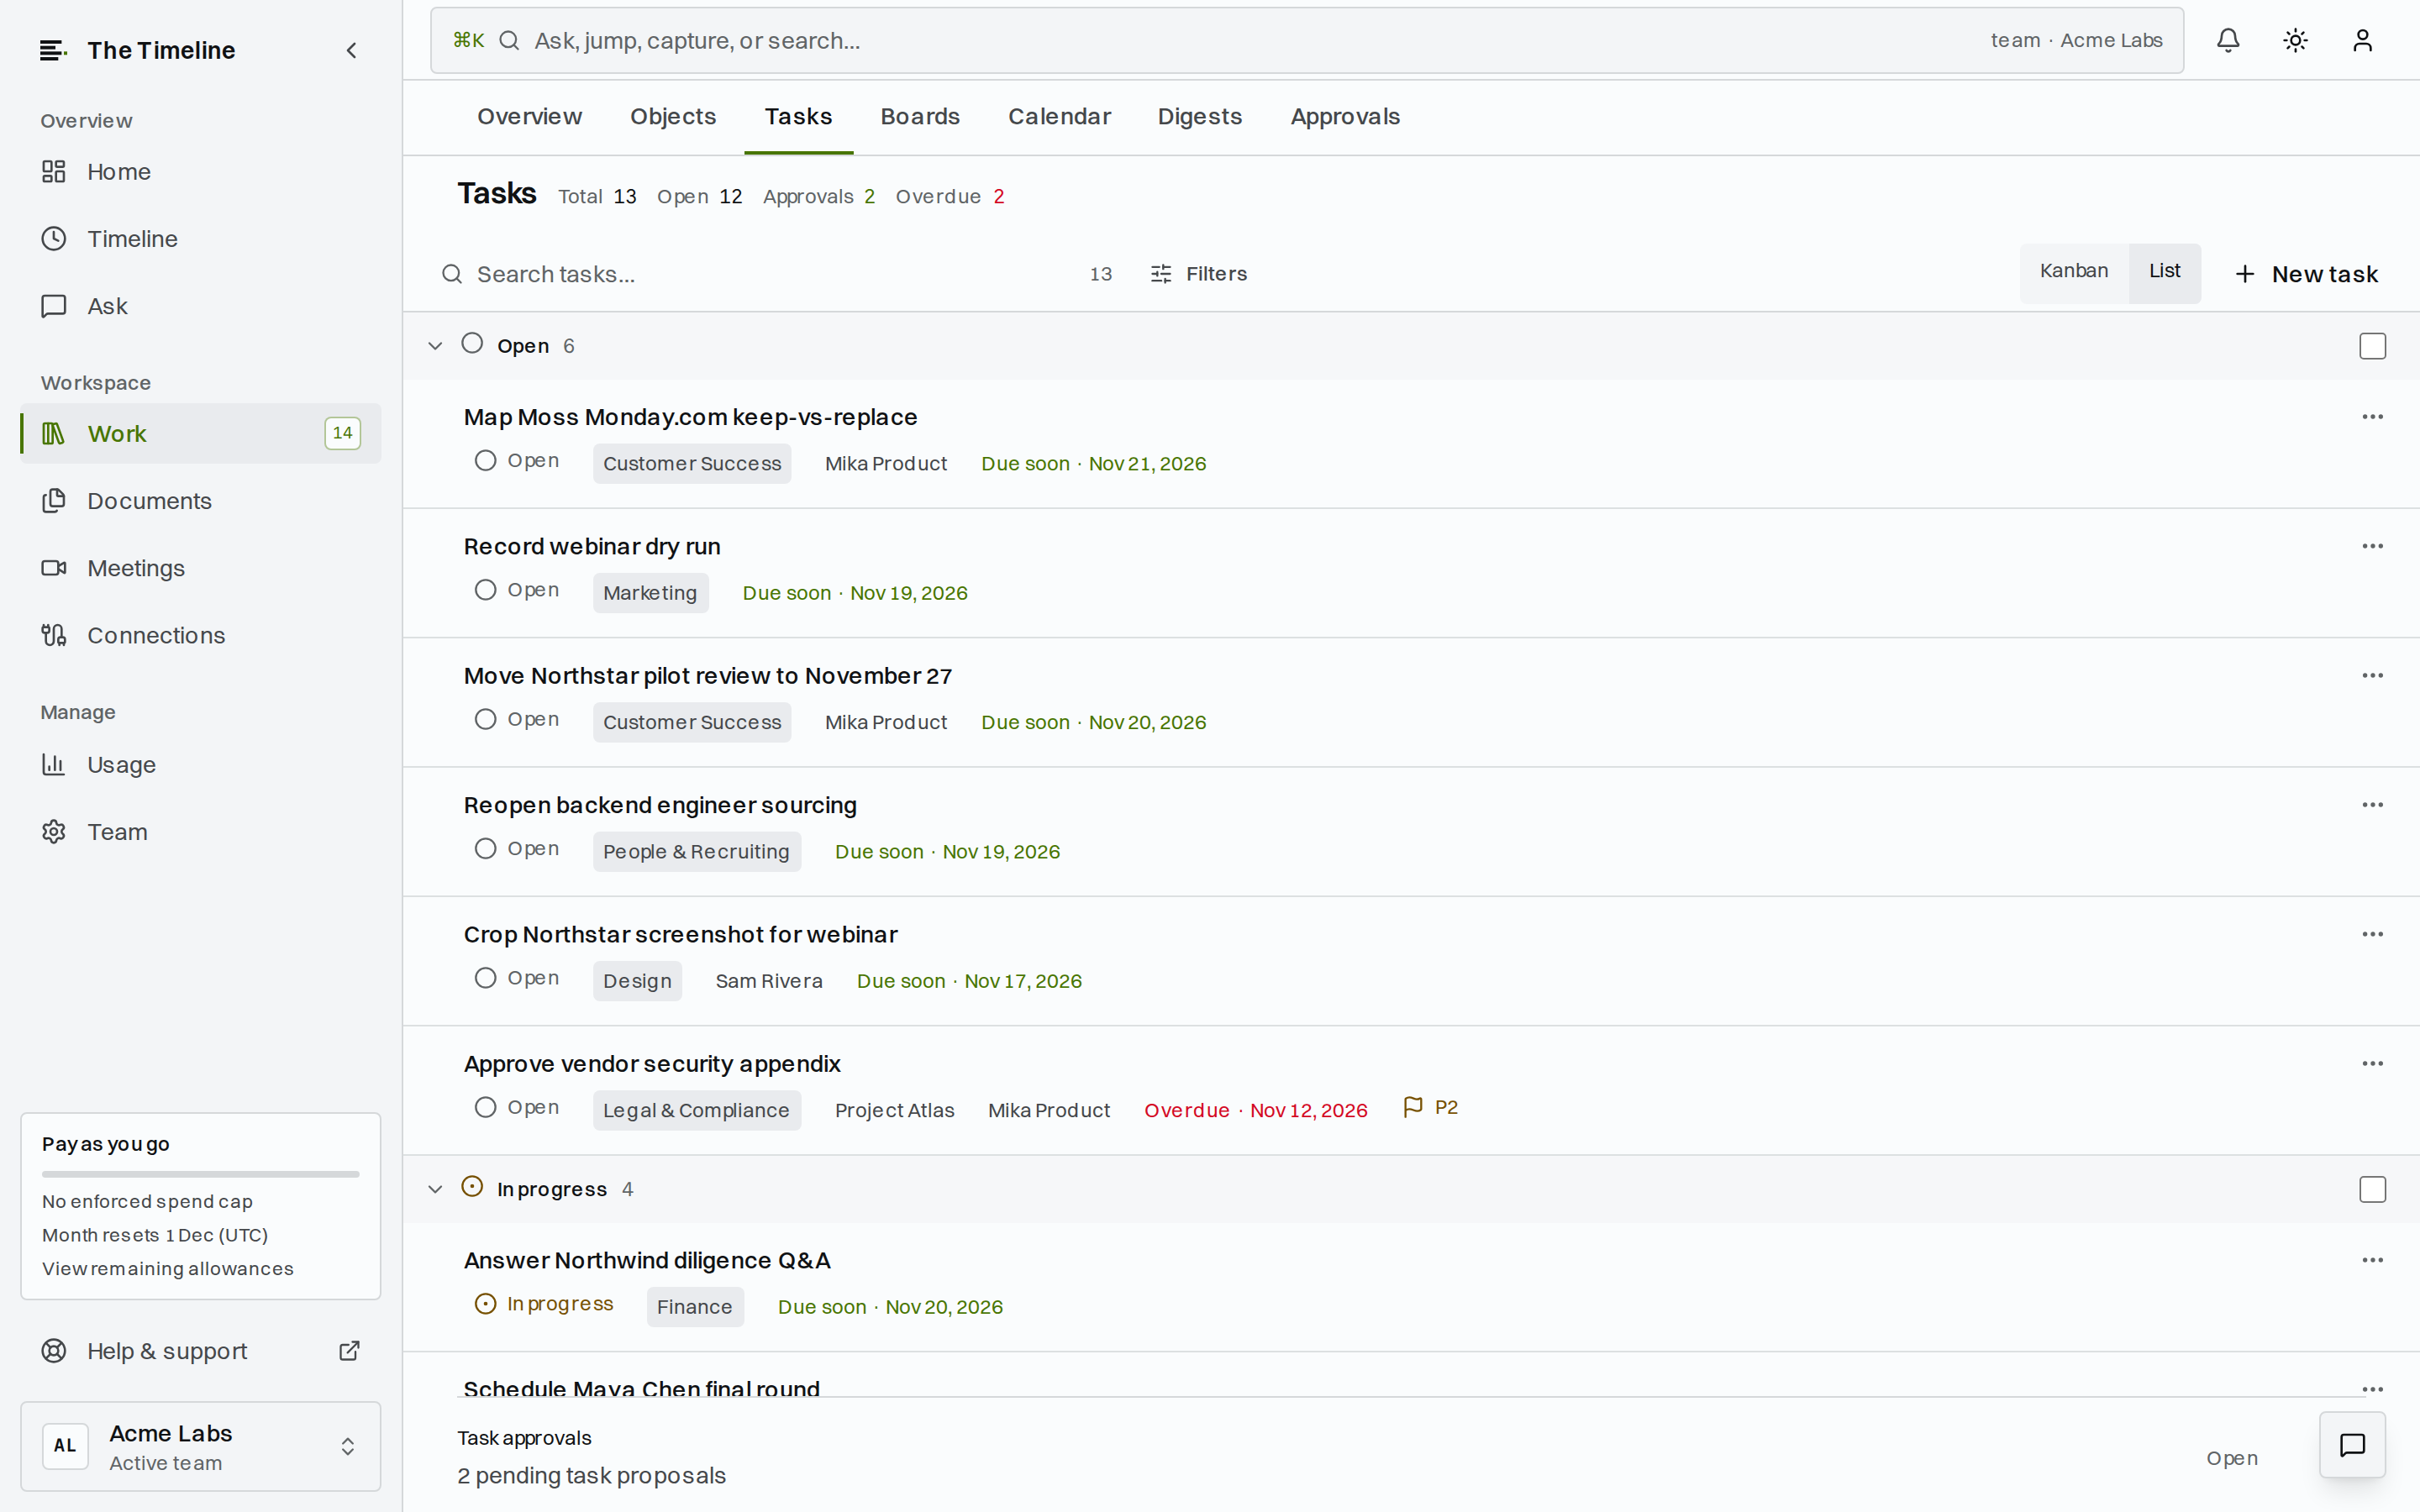 The Timeline
Overview
Home
Timeline
Ask
Workspace
Work 14
Documents
Meetings
Connections
Manage
Usage
Team
Pay as you go
No enforced spend cap
Month resets 1 Dec (UTC)
View remaining allowances
Help & support
AL Acme Labs
Active team
⌘K Ask, jump, capture, or search... team · Acme Labs
Overview Objects Tasks Boards Calendar Digests Approvals
Tasks Total 13 Open 12 Approvals 2 Overdue 2
Search tasks... 13 Filters Kanban List New task
Open 6
Map Moss Monday.com keep-vs-replace
Open Customer Success Mika Product Due soon · Nov 21, 2026
Record webinar dry run
Open Marketing Due soon · Nov 19, 2026
Move Northstar pilot review to November 27
Open Customer Success Mika Product Due soon · Nov 20, 2026
Reopen backend engineer sourcing
Open People & Recruiting Due soon · Nov 19, 2026
Crop Northstar screenshot for webinar
Open Design Sam Rivera Due soon · Nov 17, 2026
Approve vendor security appendix
Open Legal & Compliance Project Atlas Mika Product Overdue · Nov 12, 2026 P2
In progress 4
Answer Northwind diligence Q&A
In progress Finance Due soon · Nov 20, 2026
Schedule Maya Chen final round
Task approvals
2 pending task proposals
Open